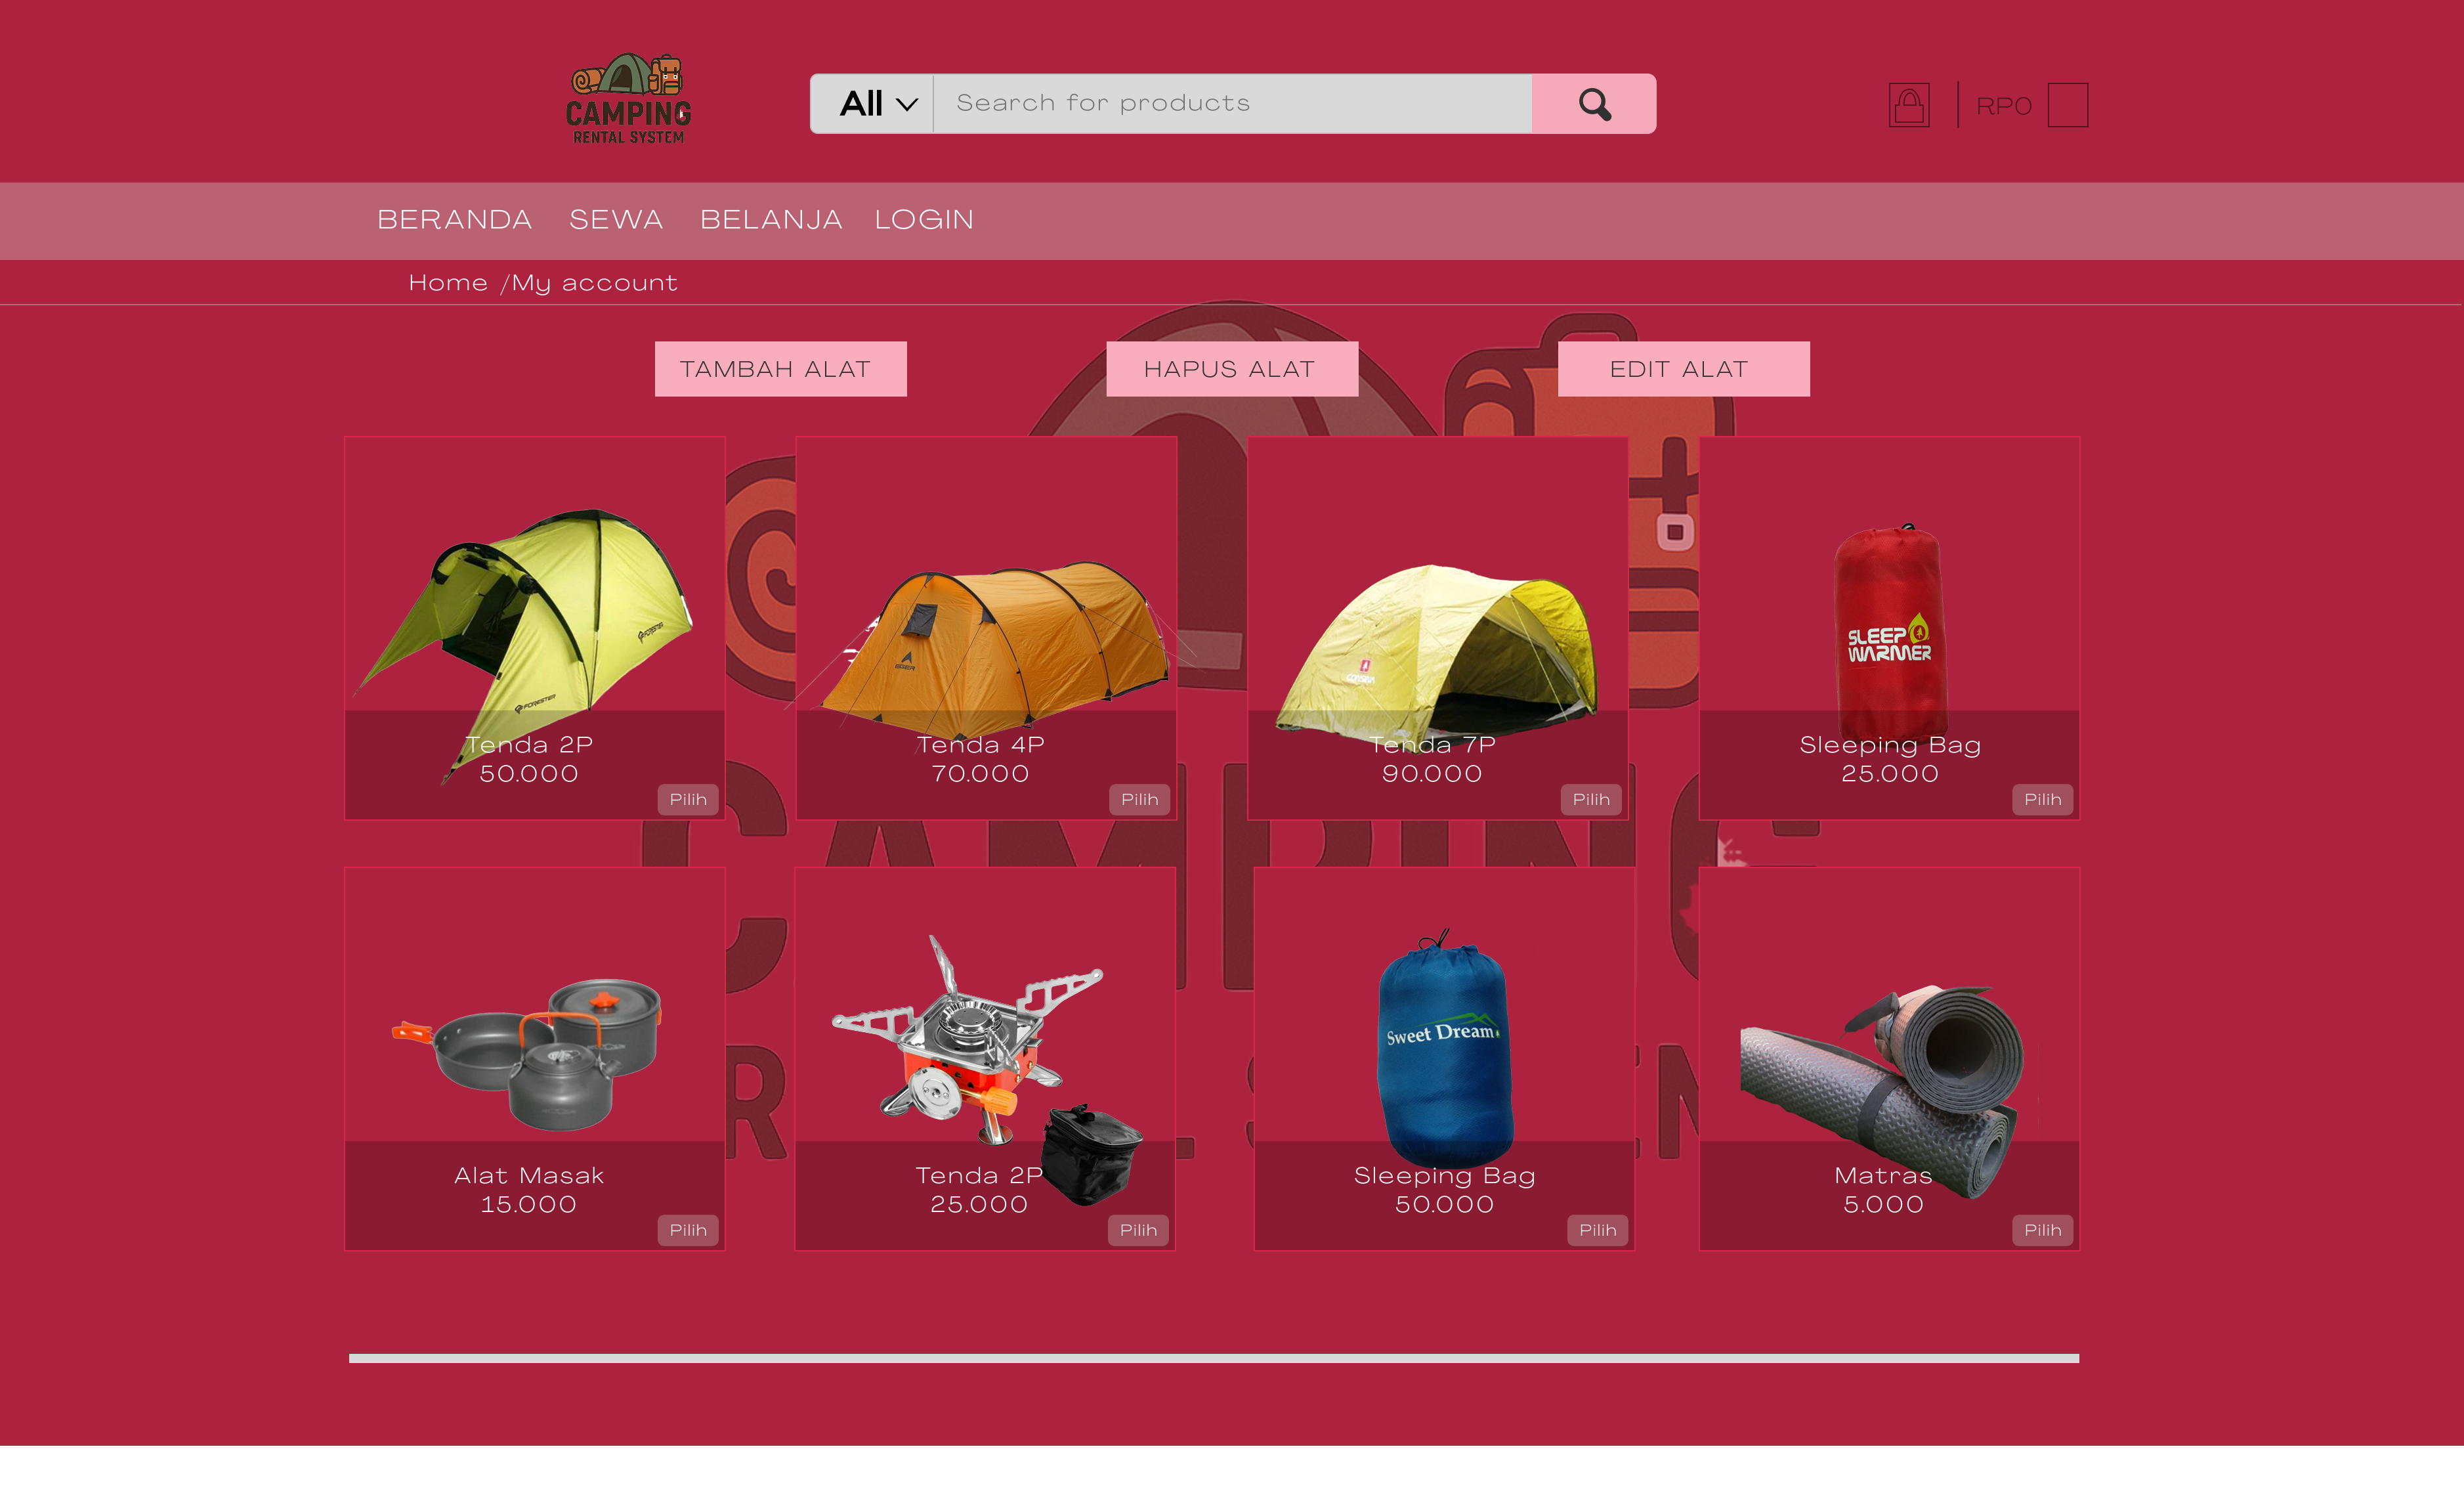 CAMPING
RENTAL SYSTEM
All
Search for products
RP0
BERANDA SEWA BELANJA LOGIN
Home /My account
TAMBAH ALAT HAPUS ALAT EDIT ALAT
FORESTER
FORESTER
SLEEP
WARMER
Tenda 2P
50.000
Pilih
Tenda 4P
70.000
Pilih
Tenda 7P
90.000
Pilih
Sleeping Bag
25.000
Pilih
Sweet Dream
Alat Masak
15.000
Pilih
Tenda 2P
25.000
Pilih
Sleeping Bag
50.000
Pilih
Matras
5.000
Pilih